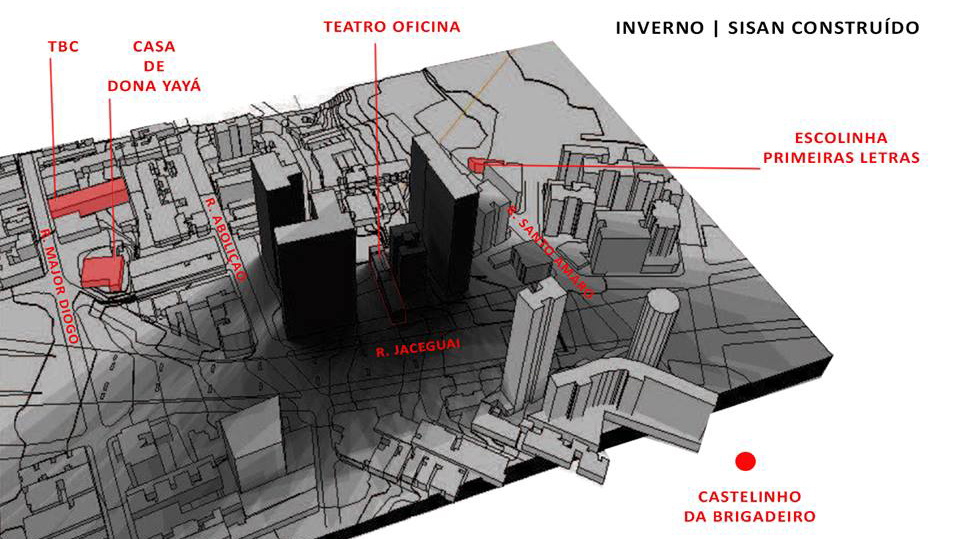 INVERNO | SISAN CONSTRUÍDO
TEATRO OFICINA
TBC
CASA
DE
DONA YAYÁ
ESCOLINHA
PRIMEIRAS LETRAS
R. ABOLIÇÃO
R. SANTO AMARO
R. MAJOR DIOGO
R. JACEGUAI
CASTELINHO
DA BRIGADEIRO